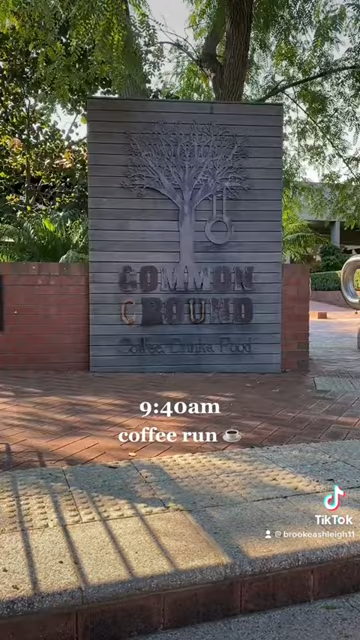 COMMON
GROUND
Coffee. Drinks. Food.
9:40am
coffee run ☕
TikTok
@brookeashleigh11